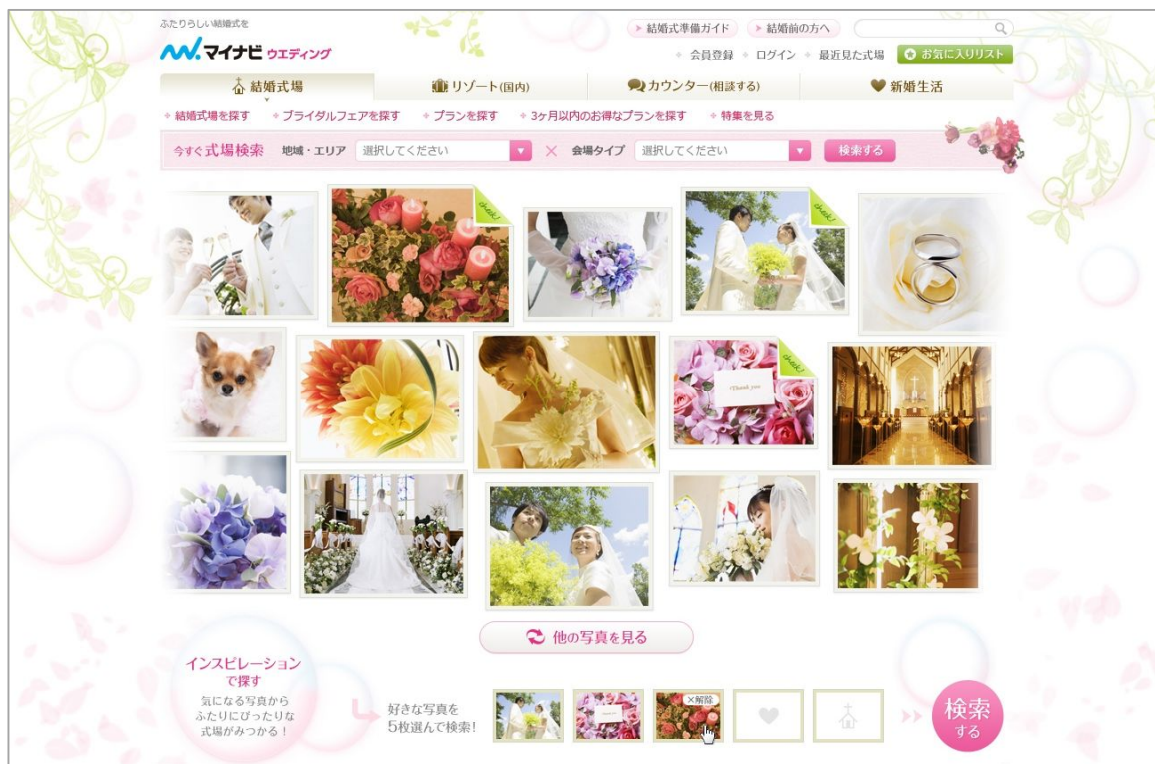 ふたりらしい結婚式を
マイナビ ウエディング
結婚式準備ガイド
結婚前の方へ
会員登録
ログイン
最近見た式場
お気に入りリスト
結婚式場
リゾート(国内)
カウンター(相談する)
新婚生活
結婚式場を探す
ブライダルフェアを探す
プランを探す
3ヶ月以内のお得なプランを探す
特集を見る
今すぐ式場検索
地域・エリア
選択してください
会場タイプ
選択してください
検索する
check!
check!
check!
Thank you
他の写真を見る
インスピレーション
で探す
気になる写真から
ふたりにぴったりな
式場がみつかる!
好きな写真を
5枚選んで検索!
×解除
検索
する